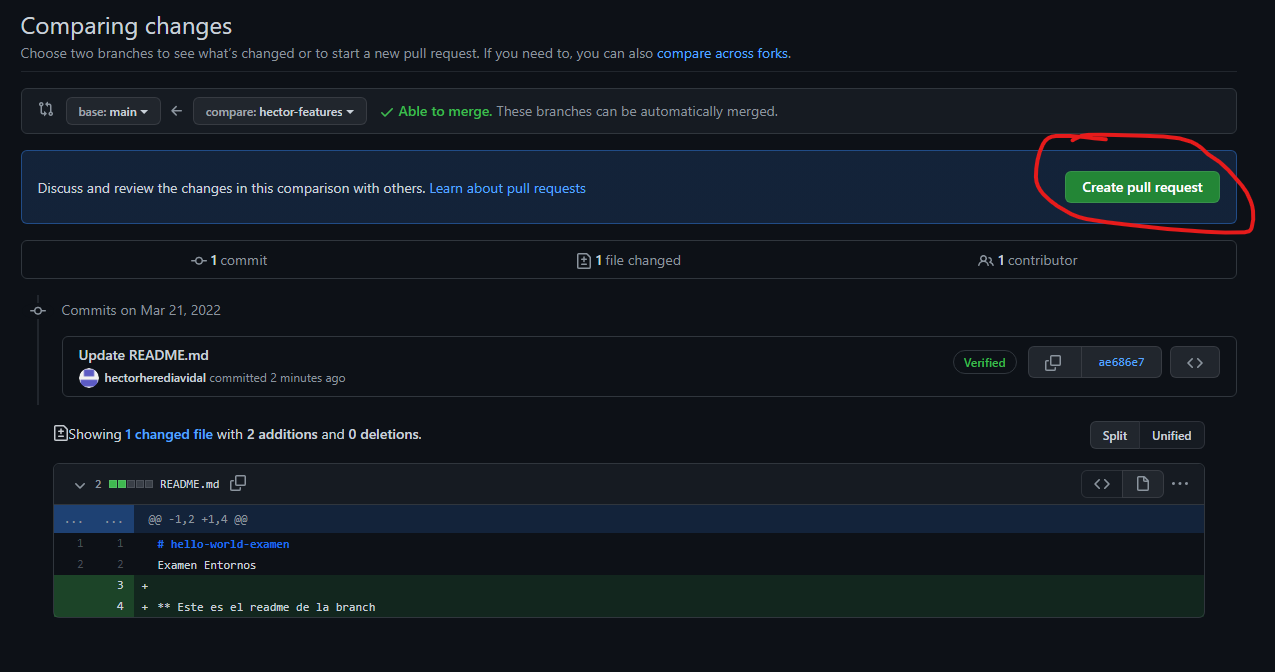 Comparing changes
Choose two branches to see what's changed or to start a new pull request. If you need to, you can also compare across forks.
base: main compare: hector-features Able to merge. These branches can be automatically merged.
Discuss and review the changes in this comparison with others. Learn about pull requests Create pull request
1 commit 1 file changed 1 contributor
Commits on Mar 21, 2022
Update README.md
hectorherediavidal committed 2 minutes ago Verified ae686e7
Showing 1 changed file with 2 additions and 0 deletions. Split Unified
2 README.md
... ... @@ -1,2 +1,4 @@
1 1 # hello-world-examen
2 2 Examen Entornos
3 +
4 + ** Este es el readme de la branch